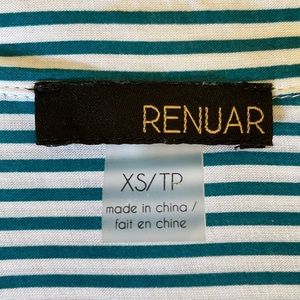 RENUAR
XS/TP
made in china /
fait en chine